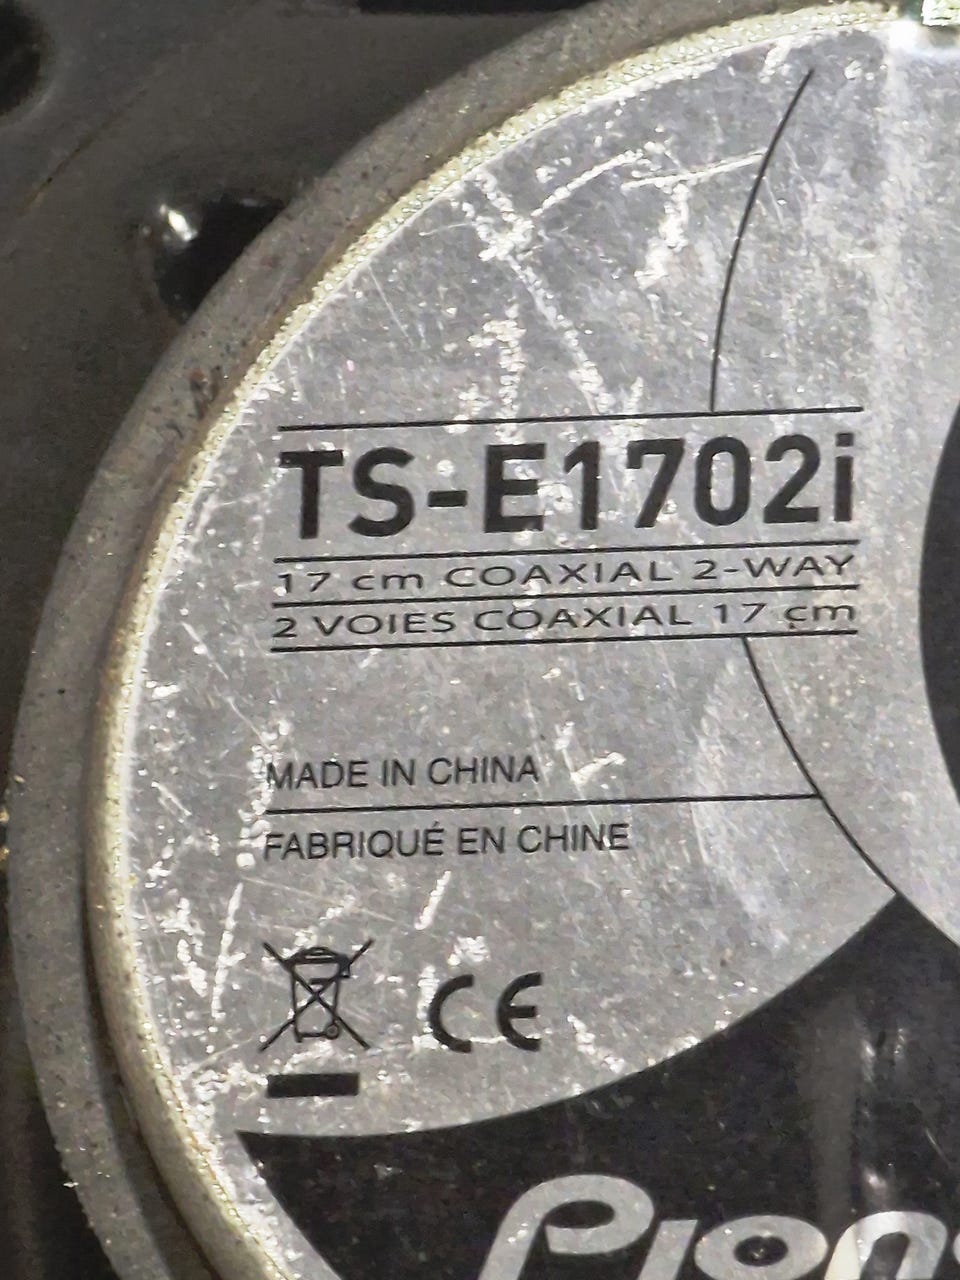 TS-E1702i
17 cm COAXIAL 2-WAY
2 VOIES COAXIAL 17 cm
MADE IN CHINA
FABRIQUÉ EN CHINE
CE
Pion